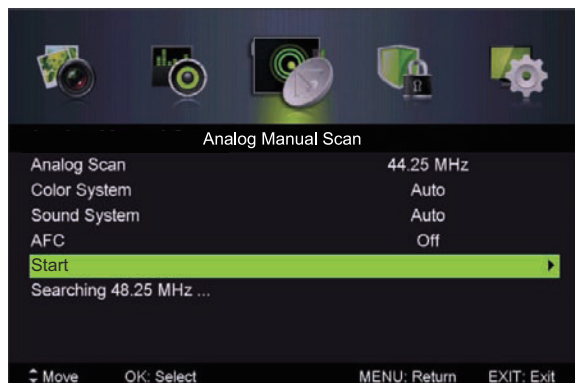 Analog Manual Scan
Analog Scan 44.25 MHz
Color System Auto
Sound System Auto
AFC Off
Start
Searching 48.25 MHz ...
Move OK: Select MENU: Return EXIT: Exit